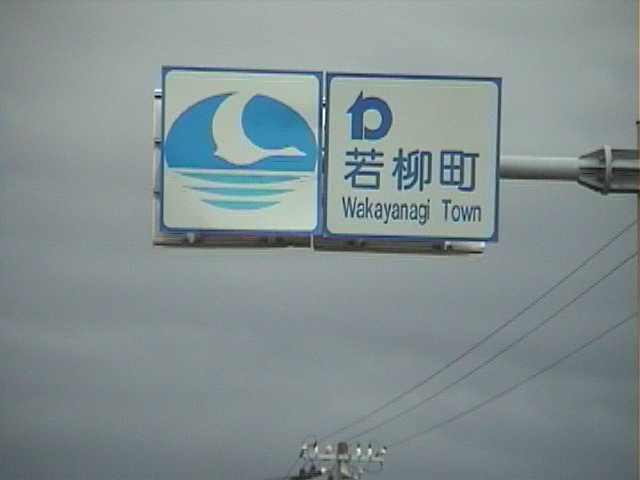 若柳町
Wakayanagi Town